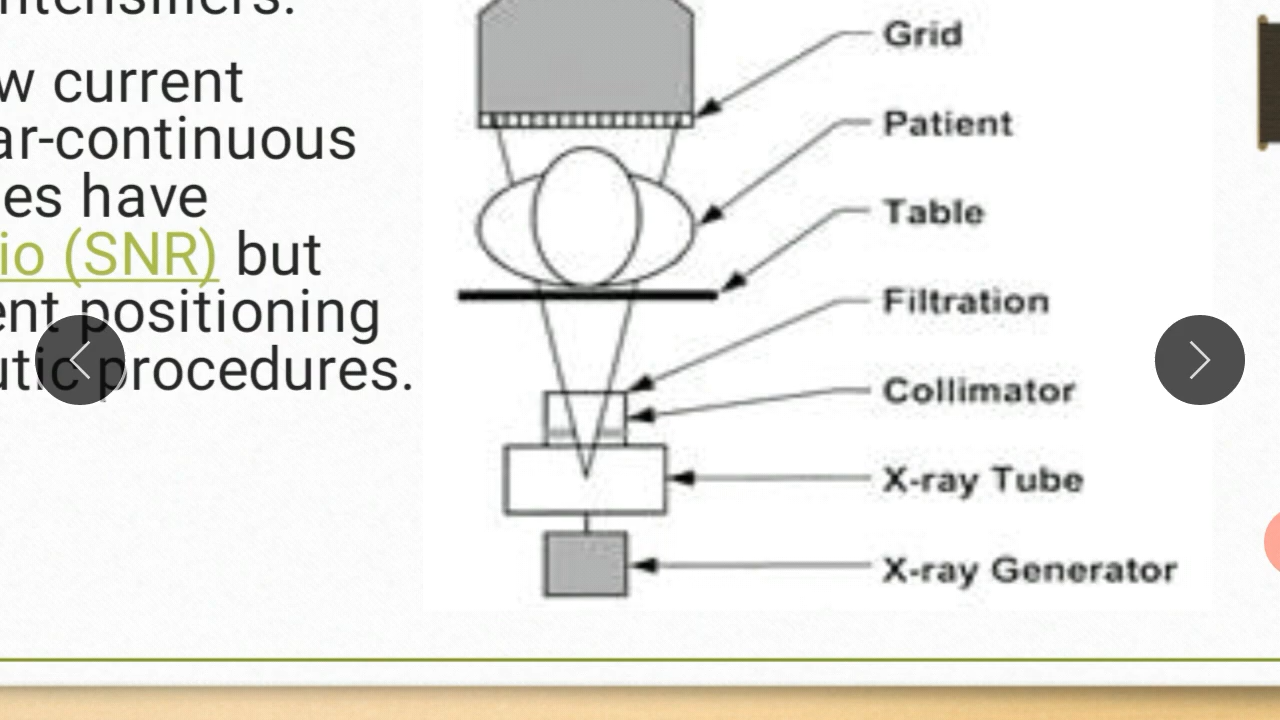 w current
ar-continuous
es have
io (SNR) but
ent positioning
utic procedures.
Grid
Patient
Table
Filtration
Collimator
X-ray Tube
X-ray Generator